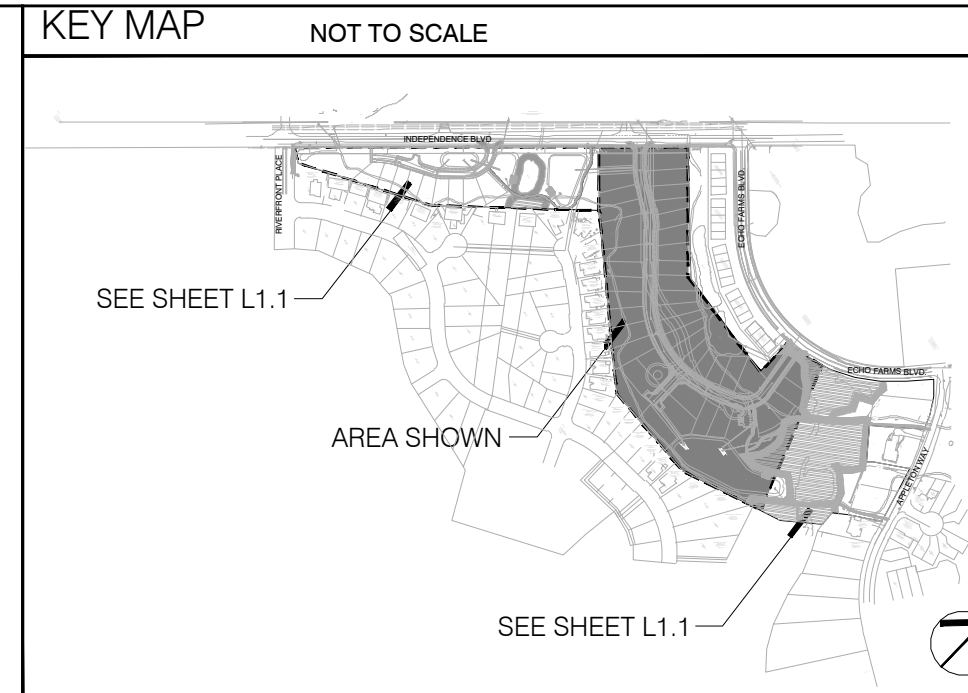 KEY MAP
NOT TO SCALE
INDEPENDENCE BLVD
RIVERFRONT PLACE
ECHO FARMS BLVD.
SEE SHEET L1.1
ECHO FARMS BLVD.
AREA SHOWN
APPLETON WAY
SEE SHEET L1.1